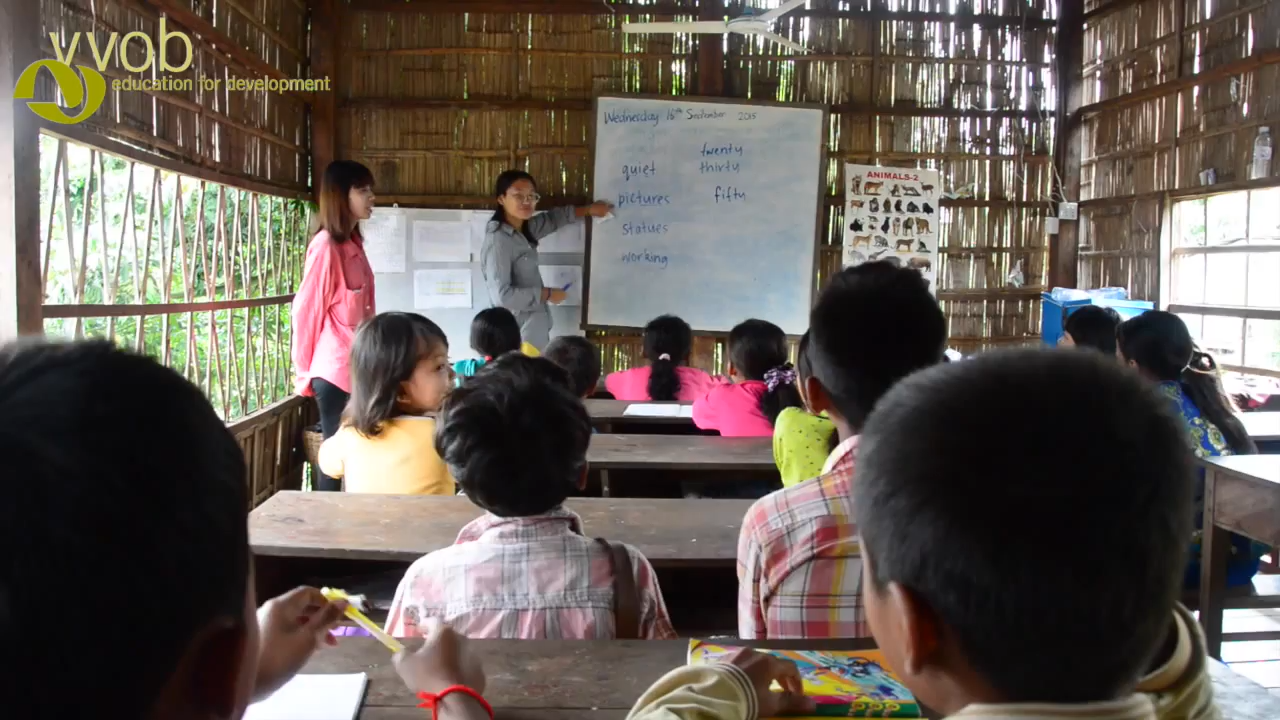 vvob
education for development
Wednesday 16th September 2015
twenty
quiet thirty
pictures fifty
statues
working
ANIMALS-2